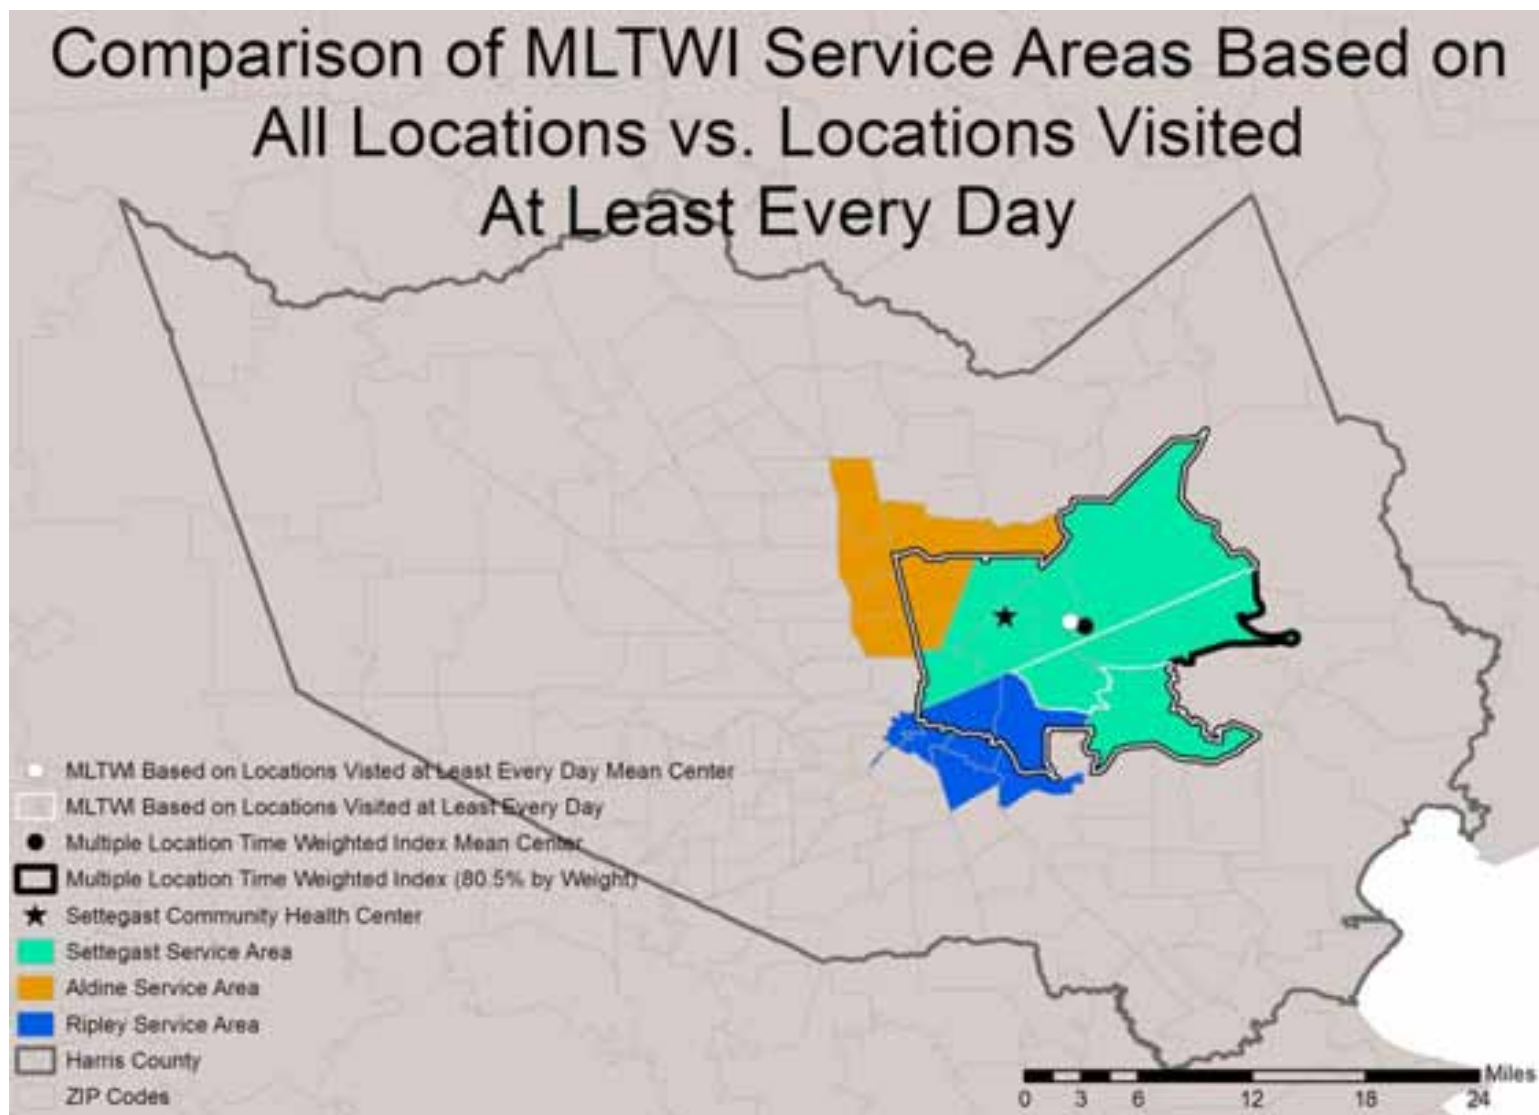 Comparison of MLTWI Service Areas Based on
All Locations vs. Locations Visited
At Least Every Day
MLTWI Based on Locations Visted at Least Every Day Mean Center
MLTWI Based on Locations Visited at Least Every Day
Multiple Location Time Weighted Index Mean Center
Multiple Location Time Weighted Index (80.5% by Weight)
Settegast Community Health Center
Settegast Service Area
Aldine Service Area
Ripley Service Area
Harris County
ZIP Codes
Miles
0 3 6 12 18 24